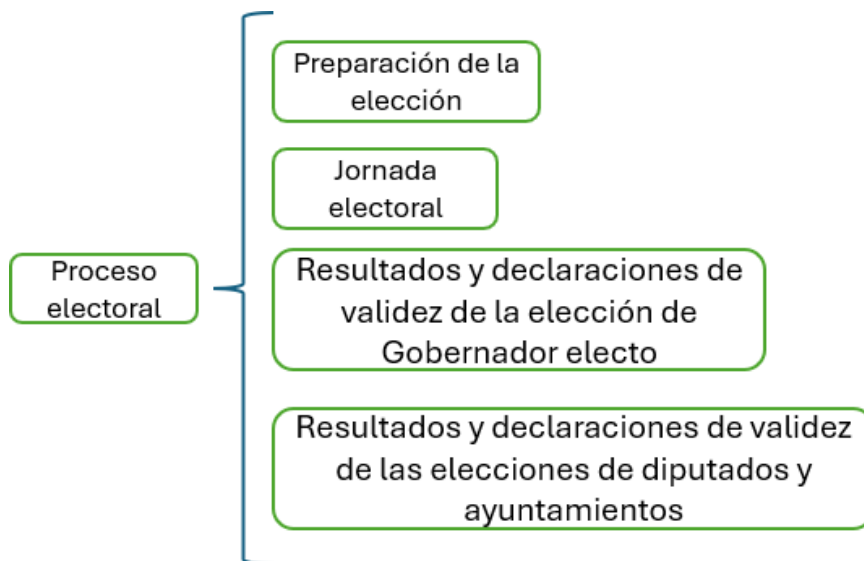 Proceso
electoral
Preparación de la
elección
Jornada
electoral
Resultados y declaraciones de
validez de la elección de
Gobernador electo
Resultados y declaraciones de validez
de las elecciones de diputados y
ayuntamientos